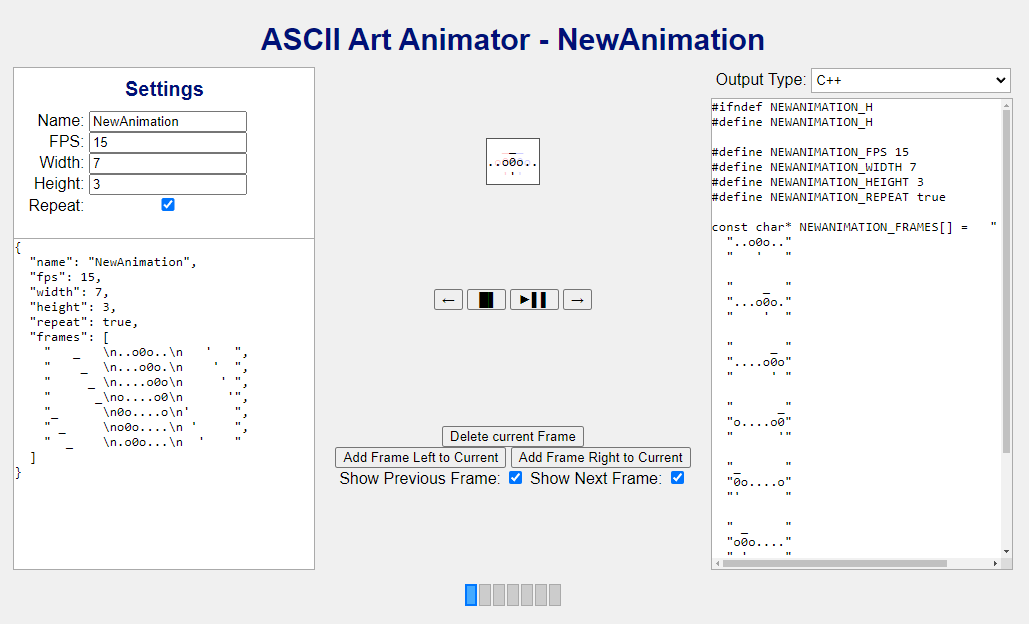 ASCII Art Animator - NewAnimation
Settings
Name: NewAnimation
FPS: 15
Width: 7
Height: 3
Repeat:
{
  "name": "NewAnimation",
  "fps": 15,
  "width": 7,
  "height": 3,
  "repeat": true,
  "frames": [
    "   _   \n..o0o..\n   '   ",
    "    _  \n...o0o.\n    '  ",
    "     _ \n....o0o\n     ' ",
    "      _\no....o0\n      '",
    "_      \n0o....o\n'      ",
    " _     \no0o....\n '     ",
    "  _    \n.o0o...\n  '    "
  ]
}
   _
..o0o..
   '
← ▐▌ ►▌▌ →
Delete current Frame
Add Frame Left to Current Add Frame Right to Current
Show Previous Frame: Show Next Frame:
Output Type: C++
#ifndef NEWANIMATION_H
#define NEWANIMATION_H

#define NEWANIMATION_FPS 15
#define NEWANIMATION_WIDTH 7
#define NEWANIMATION_HEIGHT 3
#define NEWANIMATION_REPEAT true

const char* NEWANIMATION_FRAMES[] =   "
  "..o0o.."
  "   '   "

  "    _  "
  "...o0o."
  "    '  "

  "     _ "
  "....o0o"
  "     ' "

  "      _"
  "o....o0"
  "      '"

  "_      "
  "0o....o"
  "'      "

  " _     "
  "o0o...."
  " '     "